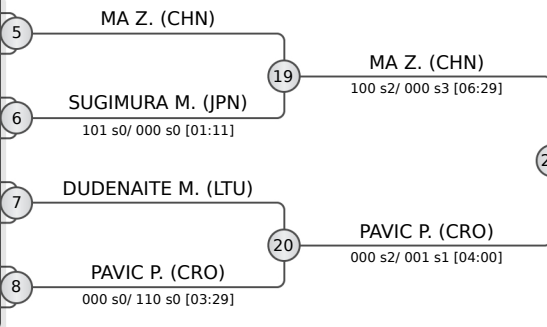 MA Z. (CHN)
5
MA Z. (CHN)
19
100 s2/ 000 s3 [06:29]
SUGIMURA M. (JPN)
6
101 s0/ 000 s0 [01:11]
DUDENAITE M. (LTU)
7
PAVIC P. (CRO)
20
000 s2/ 001 s1 [04:00]
PAVIC P. (CRO)
8
000 s0/ 110 s0 [03:29]